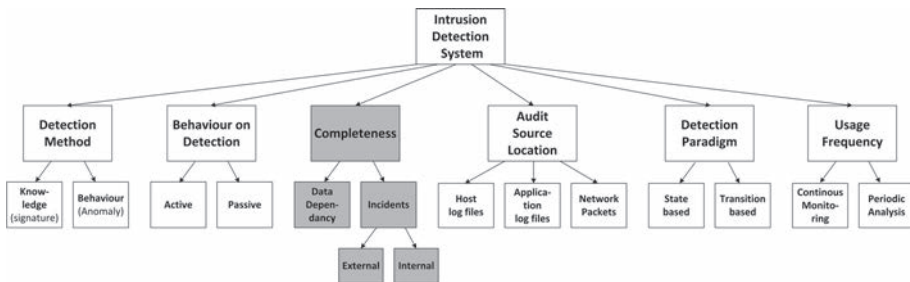 Intrusion
Detection
System
Detection
Method
Behaviour on
Detection
Completeness
Audit
Source
Location
Detection
Paradigm
Usage
Frequency
Know-
ledge
(signature)
Behaviour
(Anomaly)
Active
Passive
Data
Depen-
dancy
Incidents
Host
log files
Applica-
tion
log files
Network
Packets
State
based
Transition
based
Continous
Monito-
ring
Periodic
Analysis
External
Internal